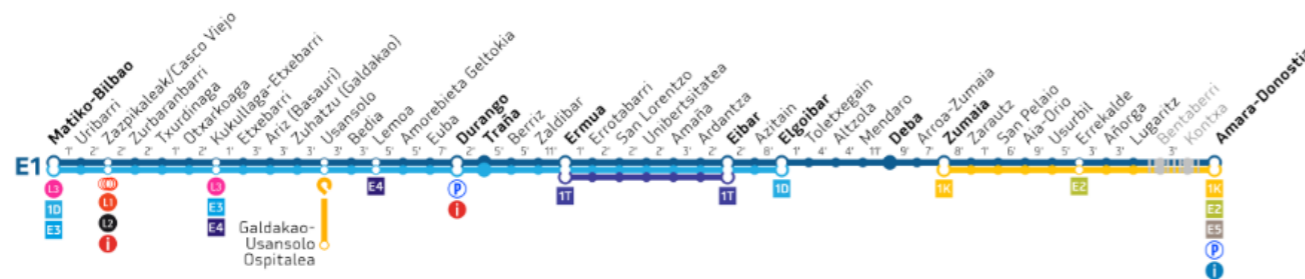 Matiko-Bilbao
Uribarri
Zazpikaleak/Casco Viejo
Zurbaranbarri
Txurdinaga
Otxarkoaga
Kukullaga-Etxebarri
Etxebarri
Ariz (Basauri)
Zuhatzu (Galdakao)
Usansolo
Bedia
Lemoa
Amorebieta Geltokia
Euba
Durango
Traña
Berriz
Zaldibar
Ermua
Errotabarri
San Lorentzo
Unibertsitatea
Amaña
Ardantza
Eibar
Azitain
Elgoibar
Toletxegain
Altzola
Mendaro
Deba
Arroa-Zumaia
Zumaia
Zarautz
San Pelaio
Aia-Orio
Usurbil
Errekalde
Añorga
Lugaritz
Bentaberri
Kontxa
Amara-Donostia
E1
L3
1D
E3
L1
L2
i
L3
E3
E4
Galdakao-
Usansolo
Ospitalea
E4
P
i
1T
1T
1D
1K
E2
1K
E2
E5
P
i